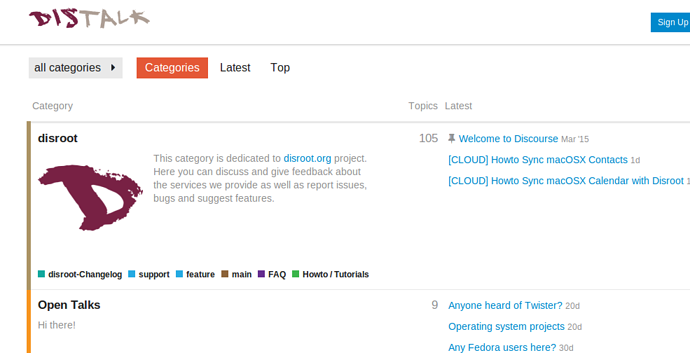 DISTALK
Sign Up
all categories Categories Latest Top
Category Topics Latest
disroot 105 Welcome to Discourse Mar '15
This category is dedicated to disroot.org project.
Here you can discuss and give feedback about
the services we provide as well as report issues,
bugs and suggest features.
[CLOUD] Howto Sync macOSX Contacts 1d
[CLOUD] Howto Sync macOSX Calendar with Disroot
disroot-Changelog support feature main FAQ Howto / Tutorials
Open Talks 9 Anyone heard of Twister? 20d
Hi there!
Operating system projects 20d
Any Fedora users here? 30d